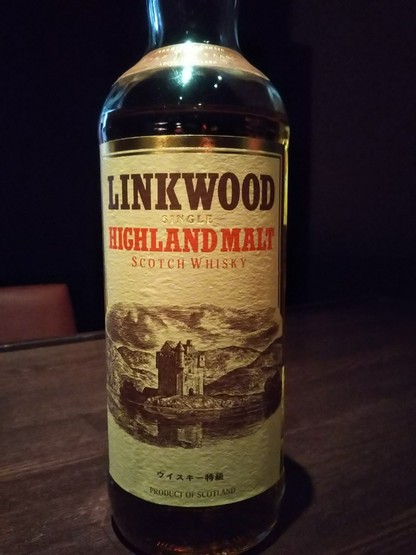 LINKWOOD
SINGLE
HIGHLAND MALT
SCOTCH WHISKY
ウイスキー特級
PRODUCT OF SCOTLAND